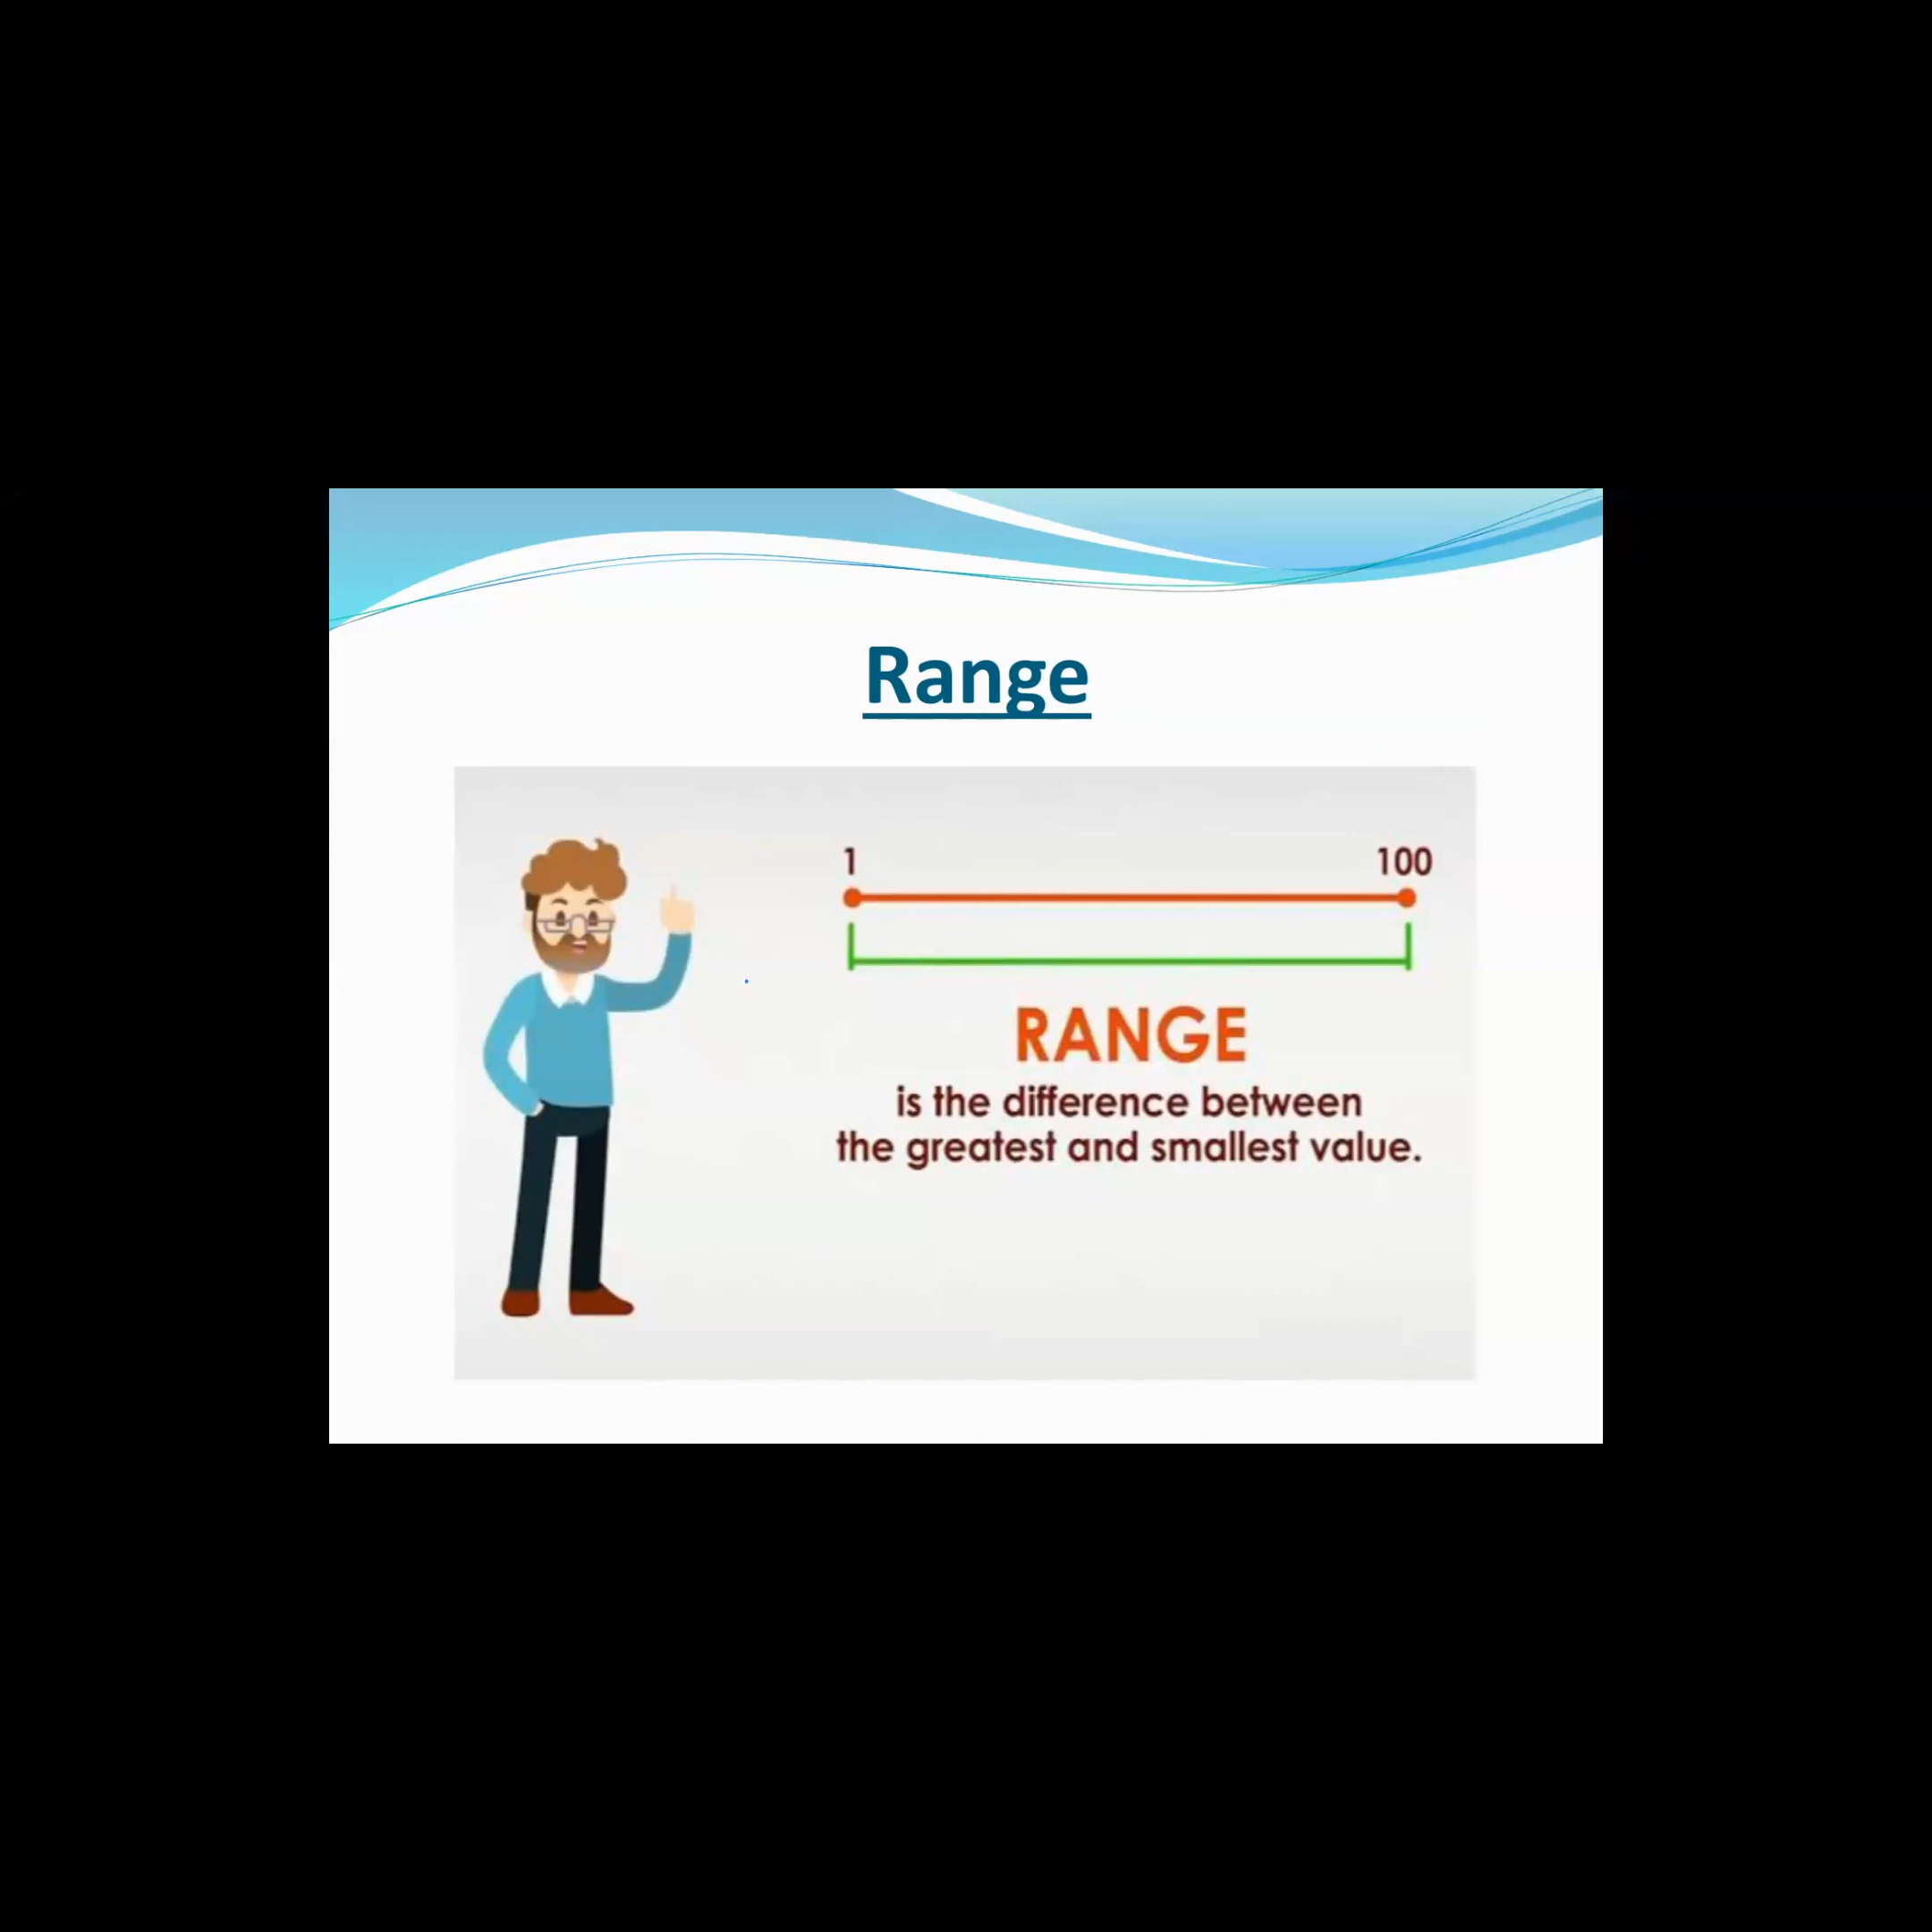 Range
1 100
RANGE
is the difference between
the greatest and smallest value.